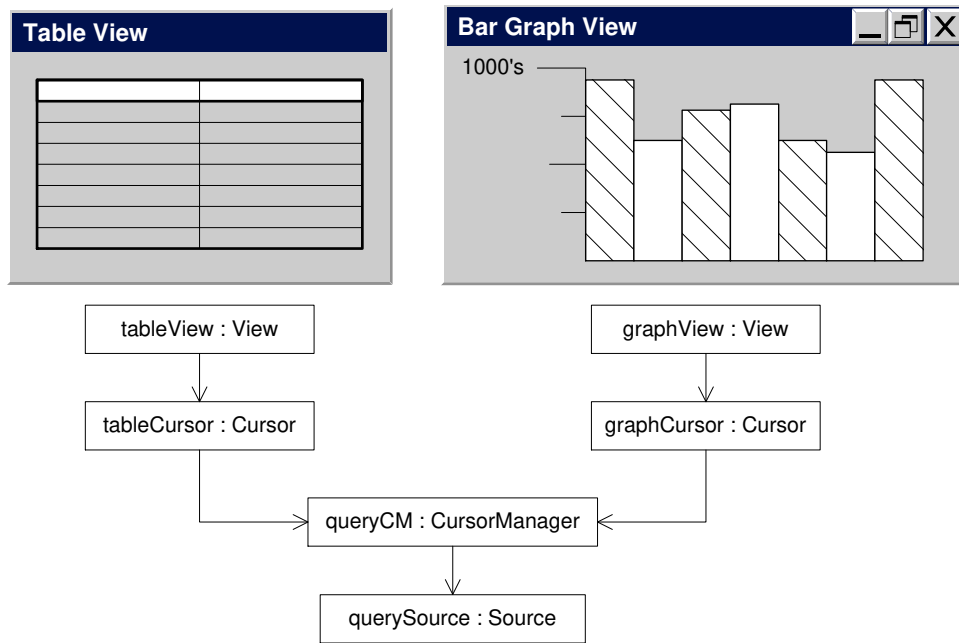 Table View
Bar Graph View
1000's
tableView : View
graphView : View
tableCursor : Cursor
graphCursor : Cursor
queryCM : CursorManager
querySource : Source